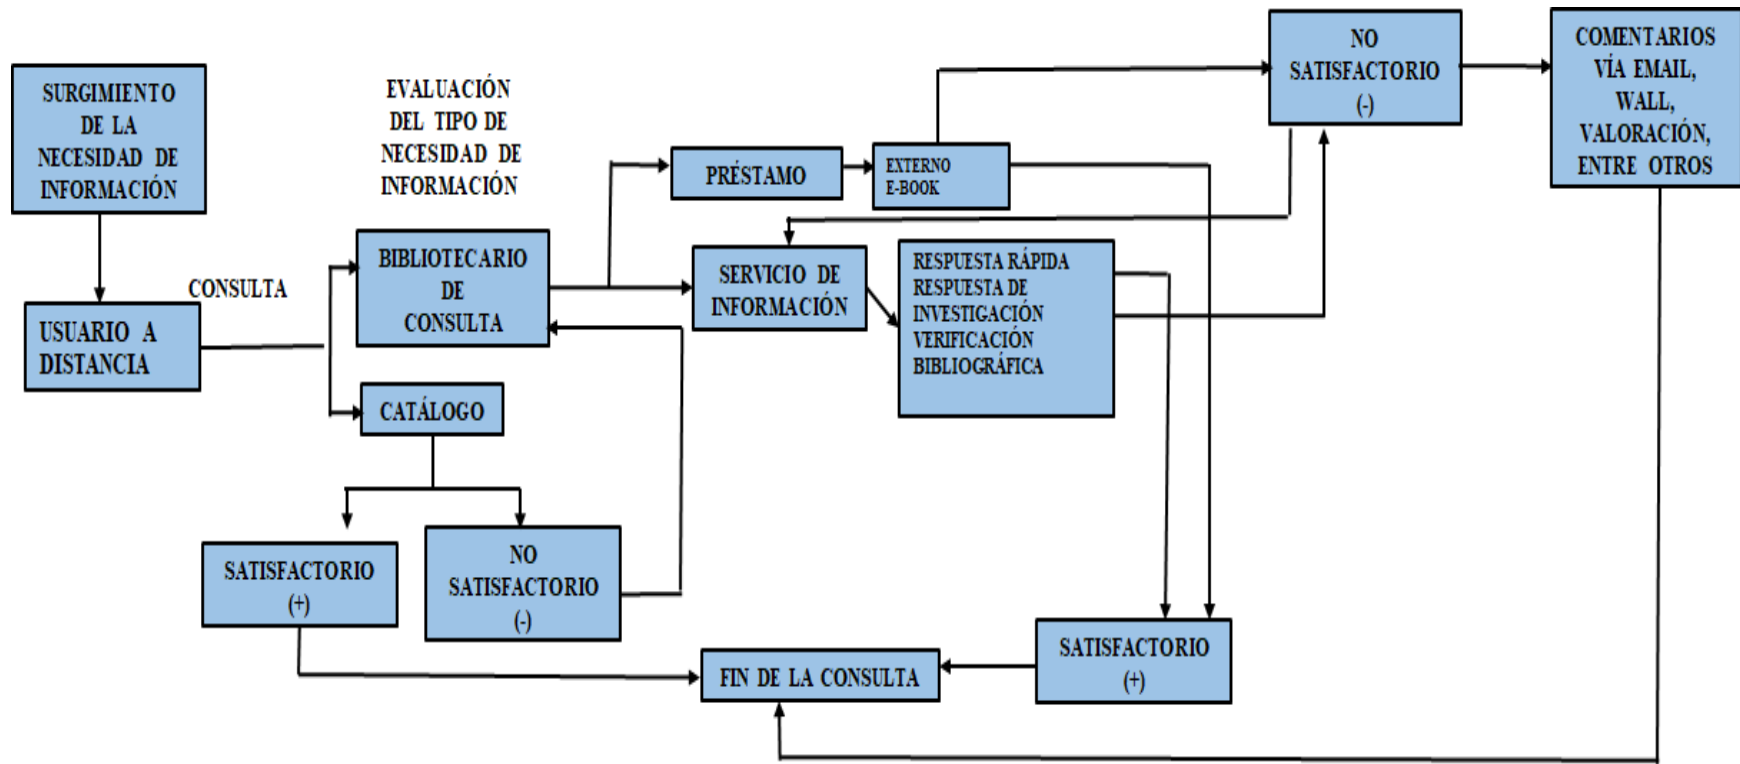 SURGIMIENTO
DE LA
NECESIDAD DE
INFORMACIÓN
USUARIO A
DISTANCIA
CONSULTA
EVALUACIÓN
DEL TIPO DE
NECESIDAD DE
INFORMACIÓN
BIBLIOTECARIO
DE
CONSULTA
CATÁLOGO
SATISFACTORIO
(+)
NO
SATISFACTORIO
(-)
PRÉSTAMO
EXTERNO
E-BOOK
SERVICIO DE
INFORMACIÓN
RESPUESTA RÁPIDA
RESPUESTA DE
INVESTIGACIÓN
VERIFICACIÓN
BIBLIOGRÁFICA
NO
SATISFACTORIO
(-)
COMENTARIOS
VÍA EMAIL,
WALL,
VALORACIÓN,
ENTRE OTROS
SATISFACTORIO
(+)
FIN DE LA CONSULTA